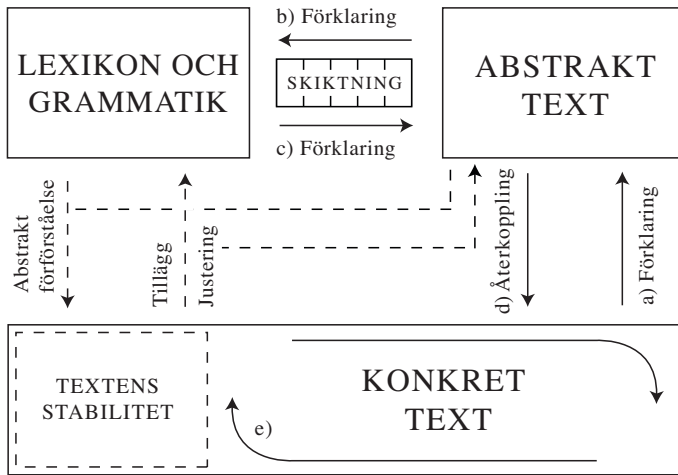 b) Förklaring
LEXIKON OCH
GRAMMATIK
SKIKTNING
ABSTRAKT
TEXT
c) Förklaring
Abstrakt
förförståelse
Tillägg
Justering
d) Återkoppling
a) Förklaring
TEXTENS
STABILITET
e)
KONKRET
TEXT